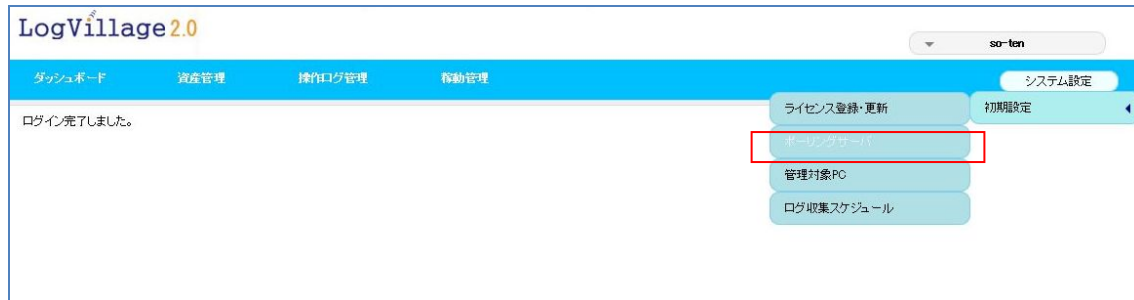 LogVillage 2.0
so-ten
ダッシュボード 資産管理 操作ログ管理 稼動管理 システム設定
ログイン完了しました。
ライセンス登録・更新 初期設定
ポーリングサーバ
管理対象PC
ログ収集スケジュール